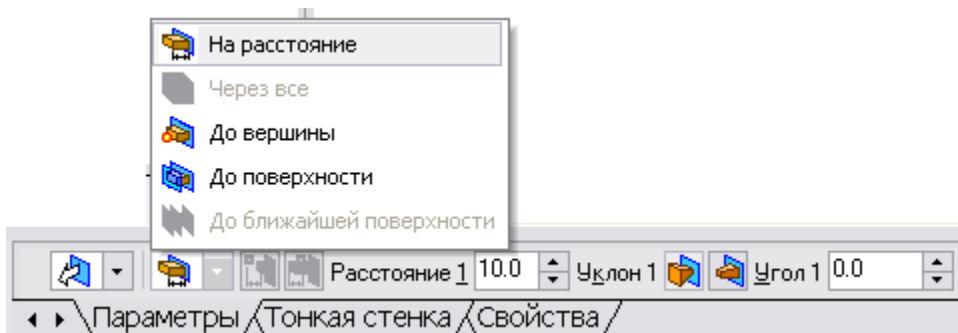 На расстояние
Через все
До вершины
До поверхности
До ближайшей поверхности
Расстояние 1 10.0 Уклон 1 Угол 1 0.0
Параметры Тонкая стенка Свойства